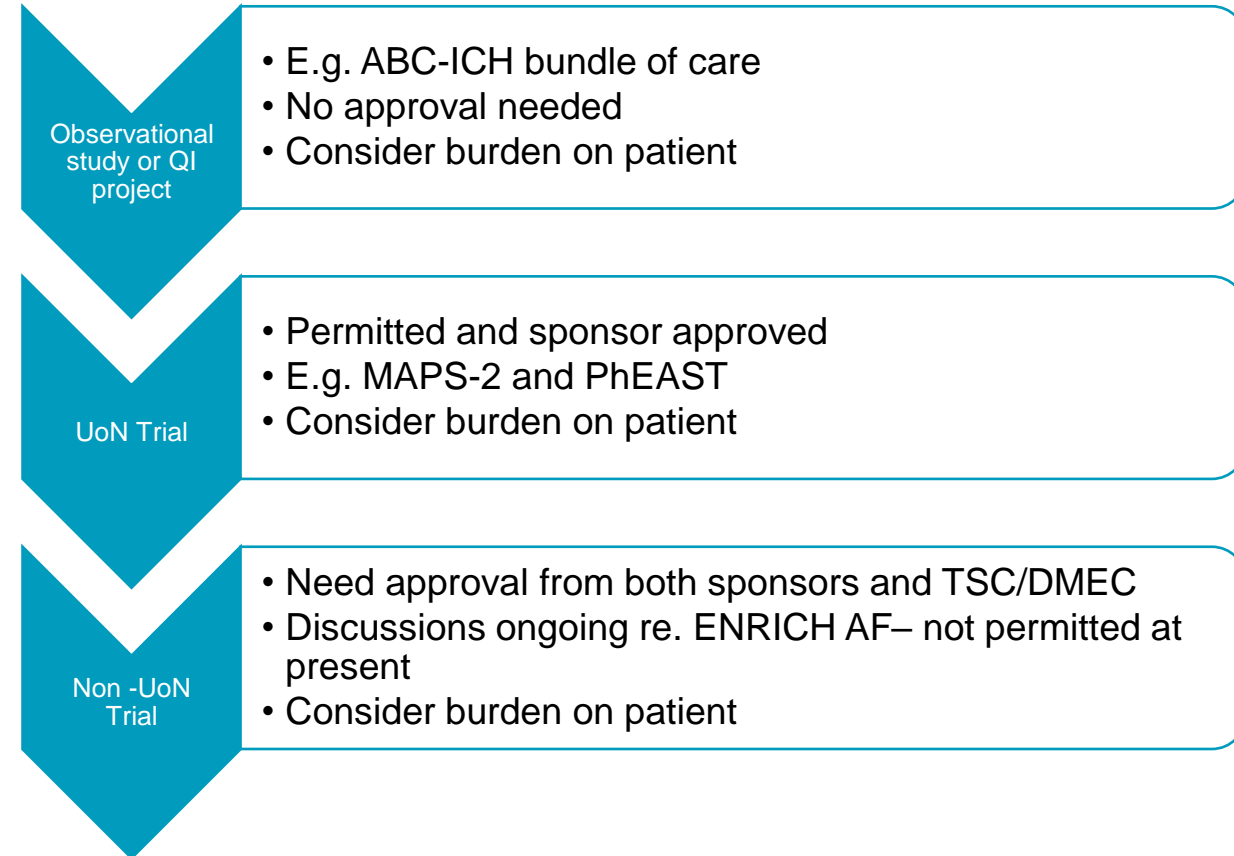 Observational
study or QI
project
• E.g. ABC-ICH bundle of care
• No approval needed
• Consider burden on patient
UoN Trial
• Permitted and sponsor approved
• E.g. MAPS-2 and PhEAST
• Consider burden on patient
Non -UoN
Trial
• Need approval from both sponsors and TSC/DMEC
• Discussions ongoing re. ENRICH AF– not permitted at
present
• Consider burden on patient